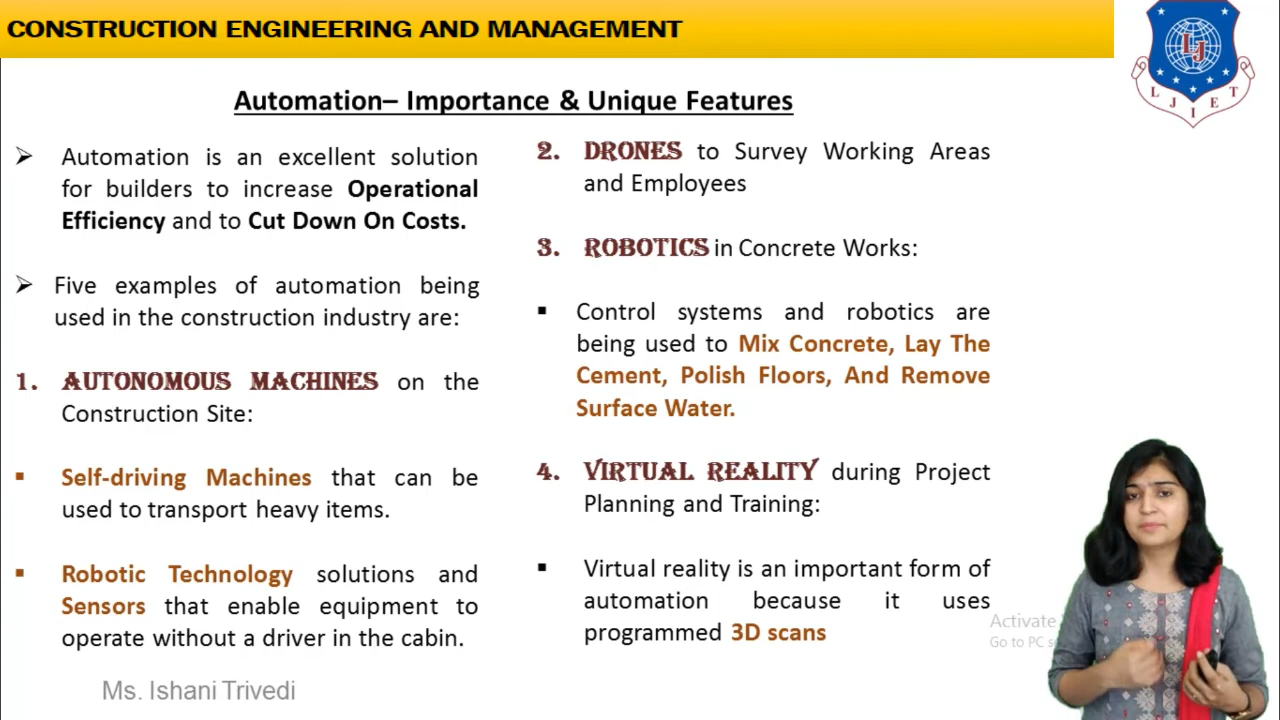 CONSTRUCTION ENGINEERING AND MANAGEMENT
L J I E T
LJ
Automation– Importance & Unique Features
➢ Automation is an excellent solution
for builders to increase Operational
Efficiency and to Cut Down On Costs.
➢ Five examples of automation being
used in the construction industry are:
1. AUTONOMOUS MACHINES on the
Construction Site:
▪ Self-driving Machines that can be
used to transport heavy items.
▪ Robotic Technology solutions and
Sensors that enable equipment to
operate without a driver in the cabin.
2. DRONES to Survey Working Areas
and Employees
3. ROBOTICS in Concrete Works:
▪ Control systems and robotics are
being used to Mix Concrete, Lay The
Cement, Polish Floors, And Remove
Surface Water.
4. VIRTUAL REALITY during Project
Planning and Training:
▪ Virtual reality is an important form of
automation because it uses
programmed 3D scans
Activate
Go to PC
Ms. Ishani Trivedi